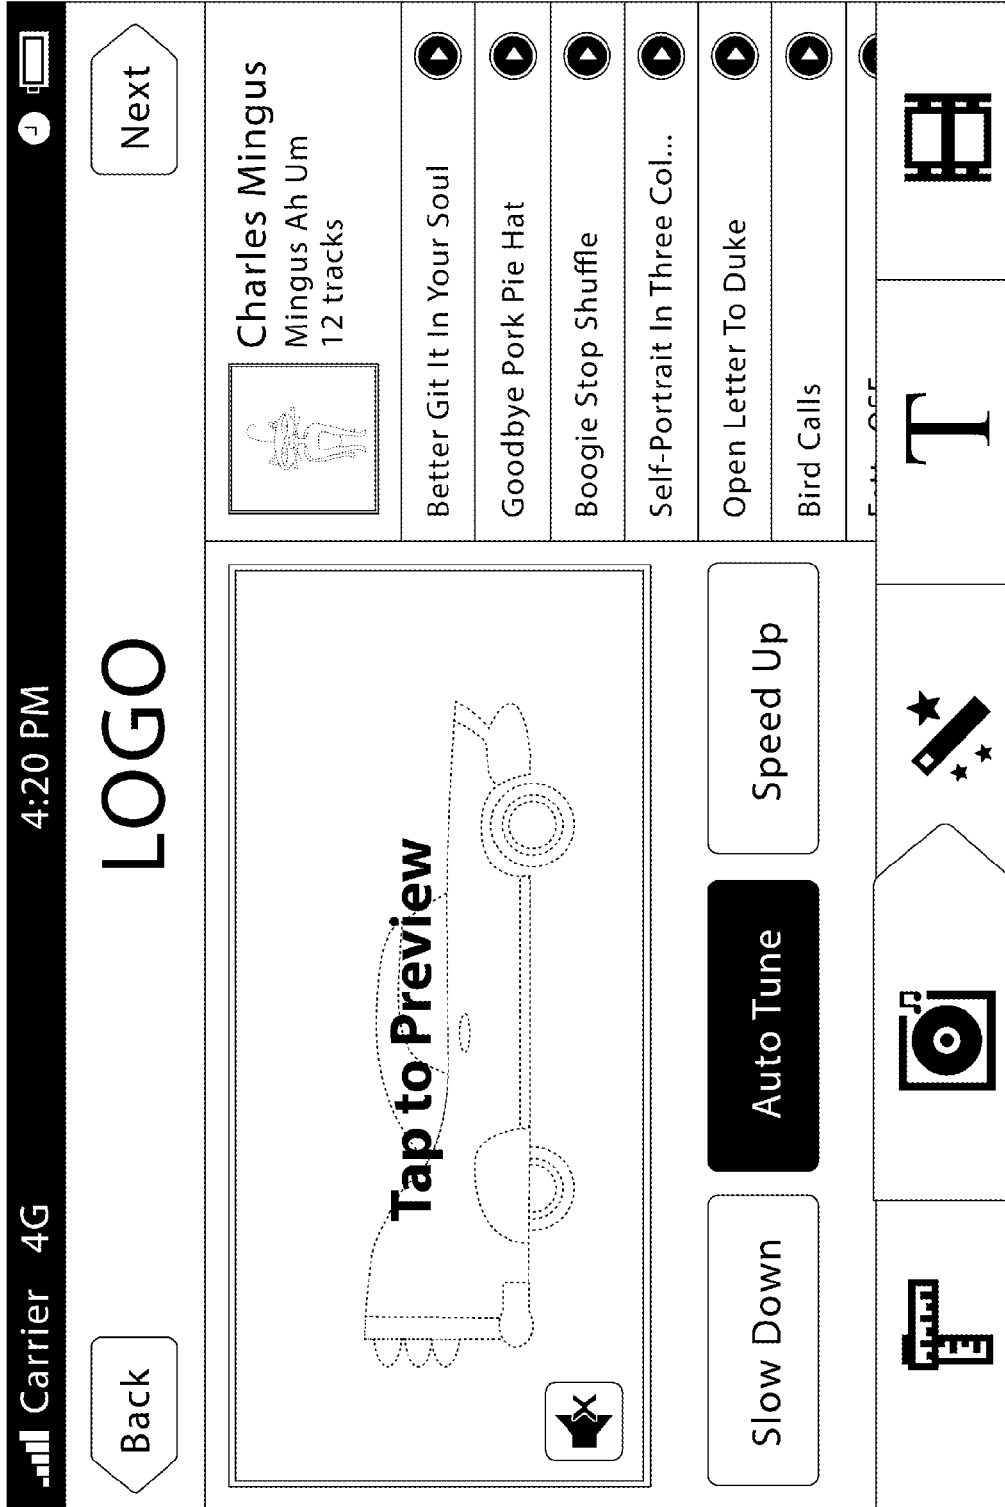 Carrier 4G 4:20 PM
Back
LOGO
Next
Tap to Preview
Slow Down
Auto Tune
Speed Up
Charles Mingus
Mingus Ah Um
12 tracks
Better Git It In Your Soul
Goodbye Pork Pie Hat
Boogie Stop Shuffle
Self-Portrait In Three Col...
Open Letter To Duke
Bird Calls
T